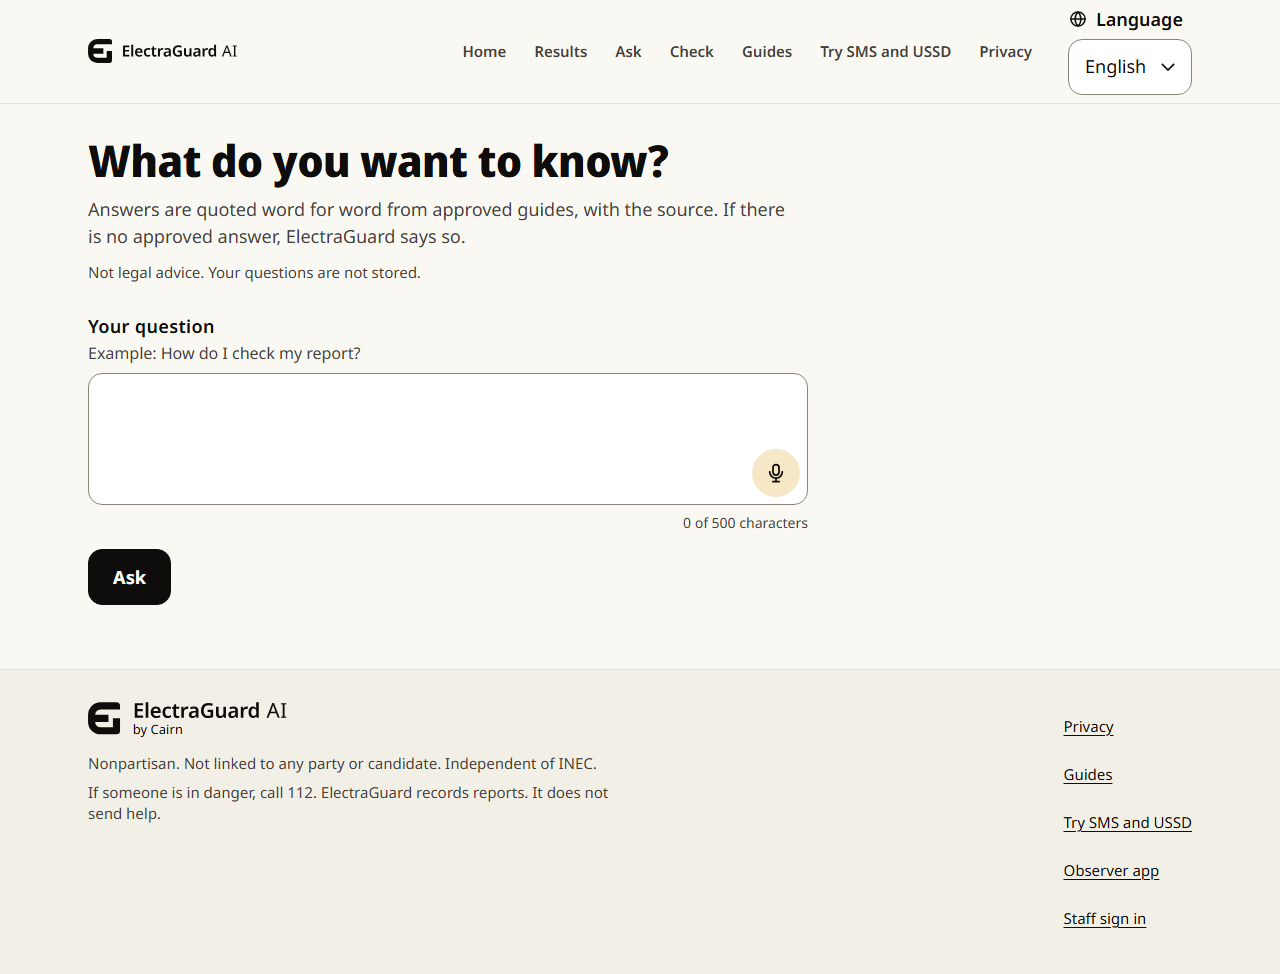 ElectraGuard AI
Home
Results
Ask
Check
Guides
Try SMS and USSD
Privacy
Language
English
What do you want to know?
Answers are quoted word for word from approved guides, with the source. If there
is no approved answer, ElectraGuard says so.
Not legal advice. Your questions are not stored.
Your question
Example: How do I check my report?
0 of 500 characters
Ask
ElectraGuard AI
by Cairn
Nonpartisan. Not linked to any party or candidate. Independent of INEC.
If someone is in danger, call 112. ElectraGuard records reports. It does not
send help.
Privacy
Guides
Try SMS and USSD
Observer app
Staff sign in